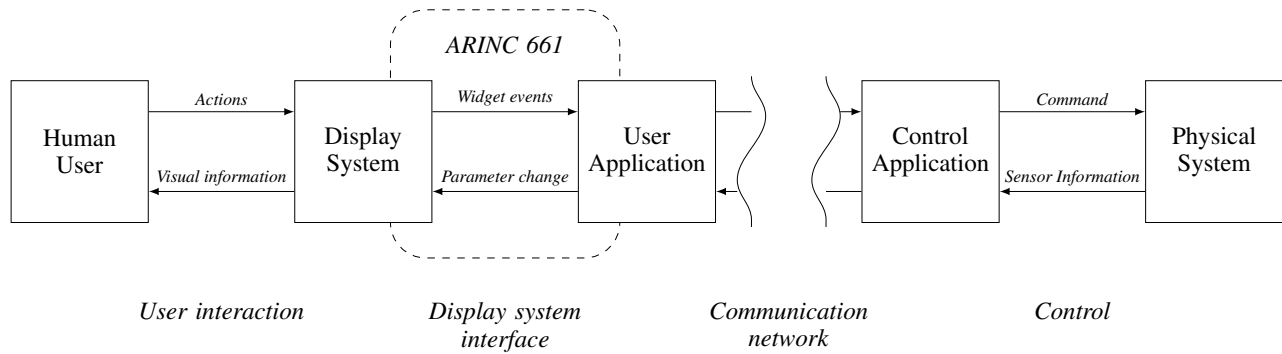 ARINC 661
Actions
Widget events
Command
Human
User
Display
System
User
Application
Control
Application
Physical
System
Visual information
Parameter change
Sensor Information
User interaction
Display system
interface
Communication
network
Control